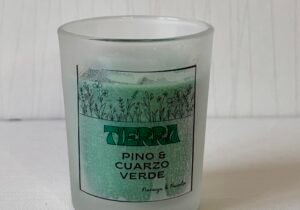 TIERRA
PINO &
CUARZO
VERDE